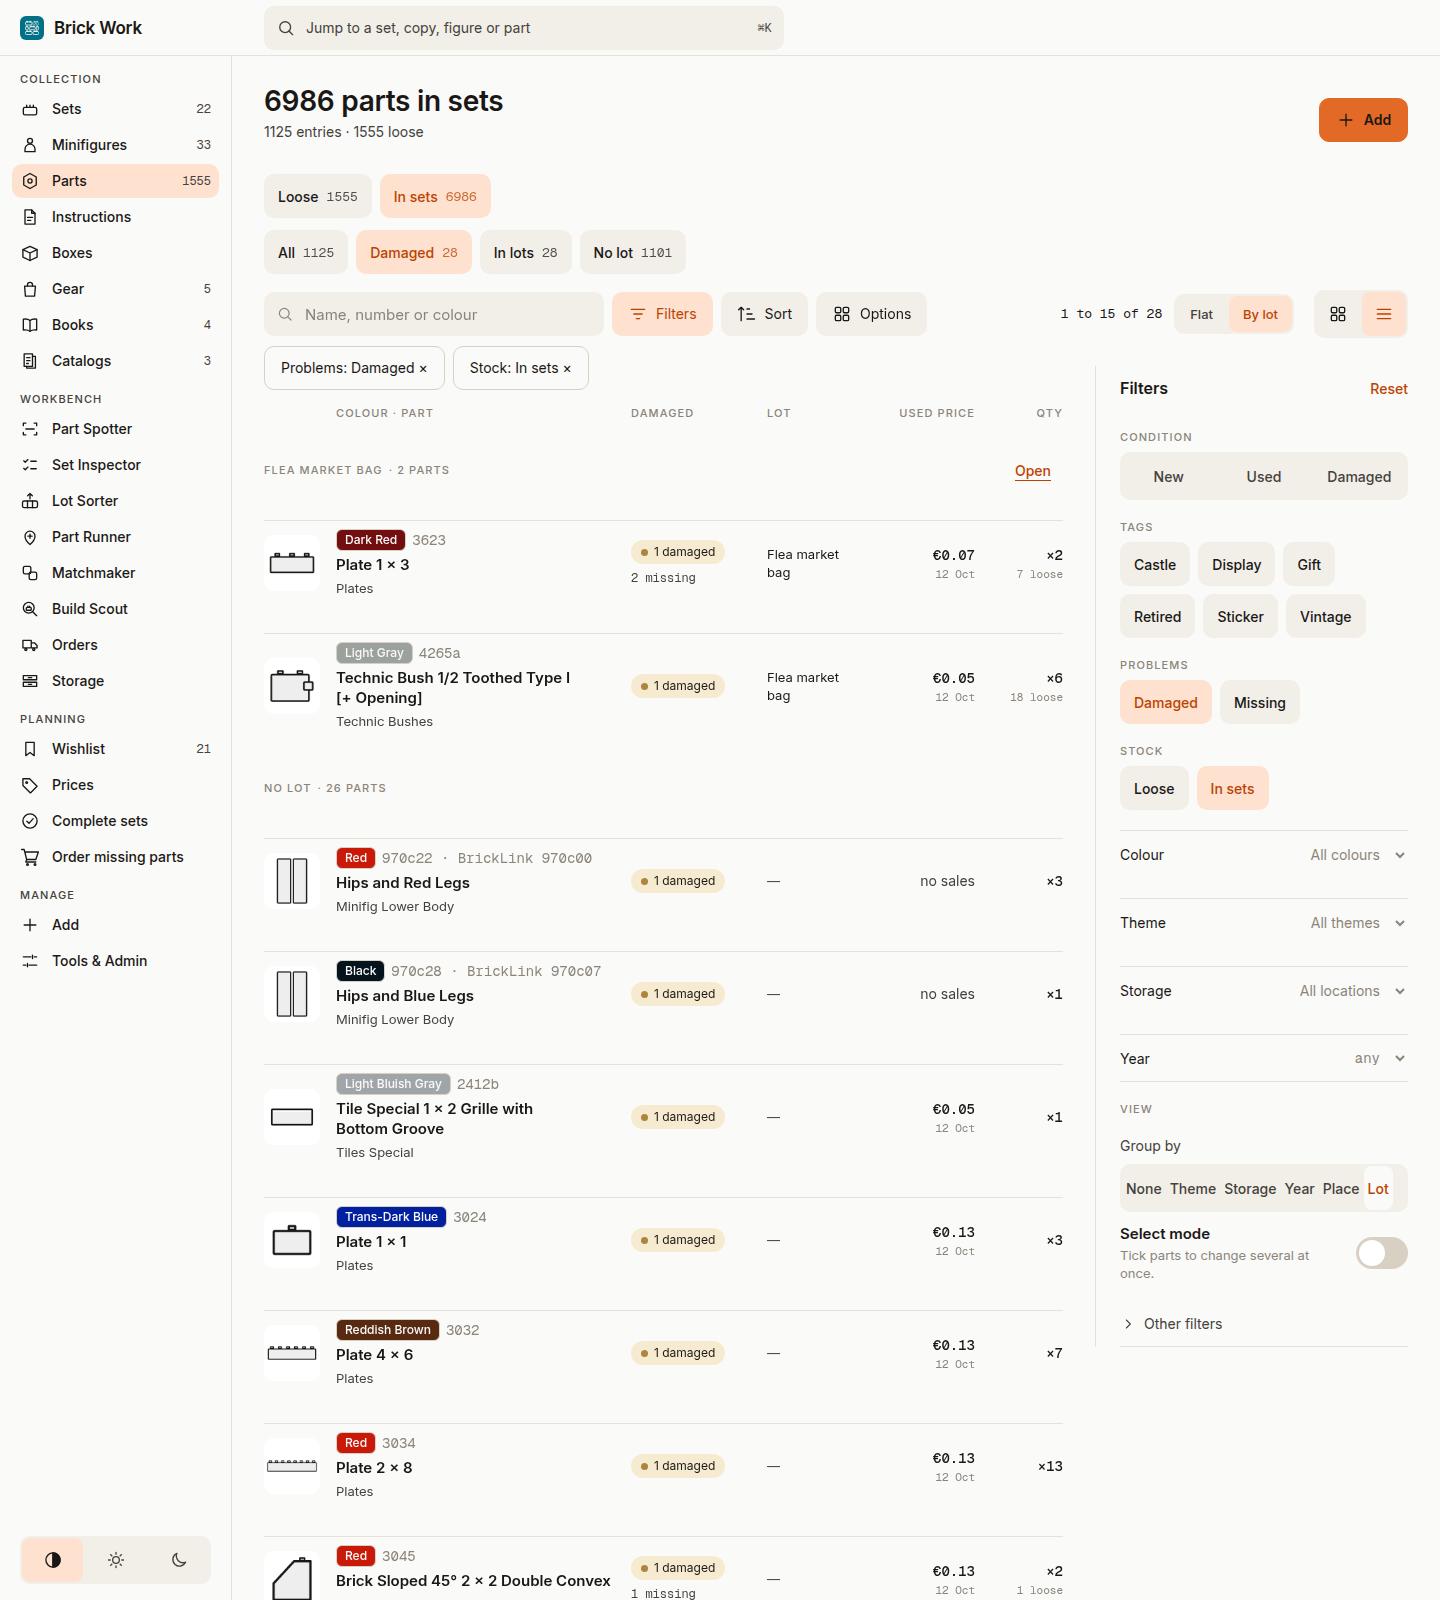 Brick Work
Jump to a set, copy, figure or part ⌘K
COLLECTION
Sets 22
Minifigures 33
Parts 1555
Instructions
Boxes
Gear 5
Books 4
Catalogs 3
WORKBENCH
Part Spotter
Set Inspector
Lot Sorter
Part Runner
Matchmaker
Build Scout
Orders
Storage
PLANNING
Wishlist 21
Prices
Complete sets
Order missing parts
MANAGE
Add
Tools & Admin
6986 parts in sets
1125 entries · 1555 loose
Add
Loose 1555 In sets 6986
All 1125 Damaged 28 In lots 28 No lot 1101
Name, number or colour Filters Sort Options 1 to 15 of 28 Flat By lot
Problems: Damaged × Stock: In sets ×
COLOUR · PART DAMAGED LOT USED PRICE QTY
FLEA MARKET BAG · 2 PARTS Open
Dark Red 3623
Plate 1 × 3
Plates
1 damaged
2 missing
Flea market
bag
€0.07
12 Oct
×2
7 loose
Light Gray 4265a
Technic Bush 1/2 Toothed Type I
[+ Opening]
Technic Bushes
1 damaged
Flea market
bag
€0.05
12 Oct
×6
18 loose
NO LOT · 26 PARTS
Red 970c22 · BrickLink 970c00
Hips and Red Legs
Minifig Lower Body
1 damaged
—
no sales
×3
Black 970c28 · BrickLink 970c07
Hips and Blue Legs
Minifig Lower Body
1 damaged
—
no sales
×1
Light Bluish Gray 2412b
Tile Special 1 × 2 Grille with
Bottom Groove
Tiles Special
1 damaged
—
€0.05
12 Oct
×1
Trans-Dark Blue 3024
Plate 1 × 1
Plates
1 damaged
—
€0.13
12 Oct
×3
Reddish Brown 3032
Plate 4 × 6
Plates
1 damaged
—
€0.13
12 Oct
×7
Red 3034
Plate 2 × 8
Plates
1 damaged
—
€0.13
12 Oct
×13
Red 3045
Brick Sloped 45° 2 × 2 Double Convex
1 damaged
1 missing
—
€0.13
12 Oct
×2
1 loose
Filters Reset
CONDITION
New Used Damaged
TAGS
Castle Display Gift
Retired Sticker Vintage
PROBLEMS
Damaged Missing
STOCK
Loose In sets
Colour All colours
Theme All themes
Storage All locations
Year any
VIEW
Group by
None Theme Storage Year Place Lot
Select mode
Tick parts to change several at
once.
Other filters